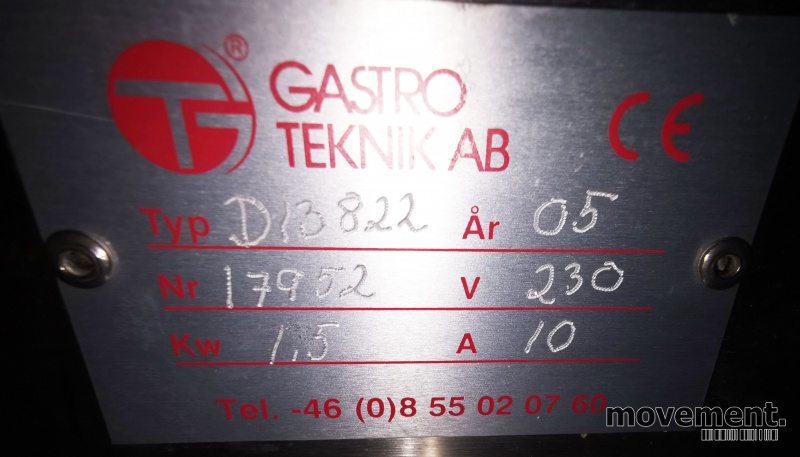 TG®
GASTRO
TEKNIK AB
CE
Typ D13822 År 05
Nr 17952 V 230
Kw 1,5 A 10
Tel. -46 (0)8 55 02 07 60
movement.